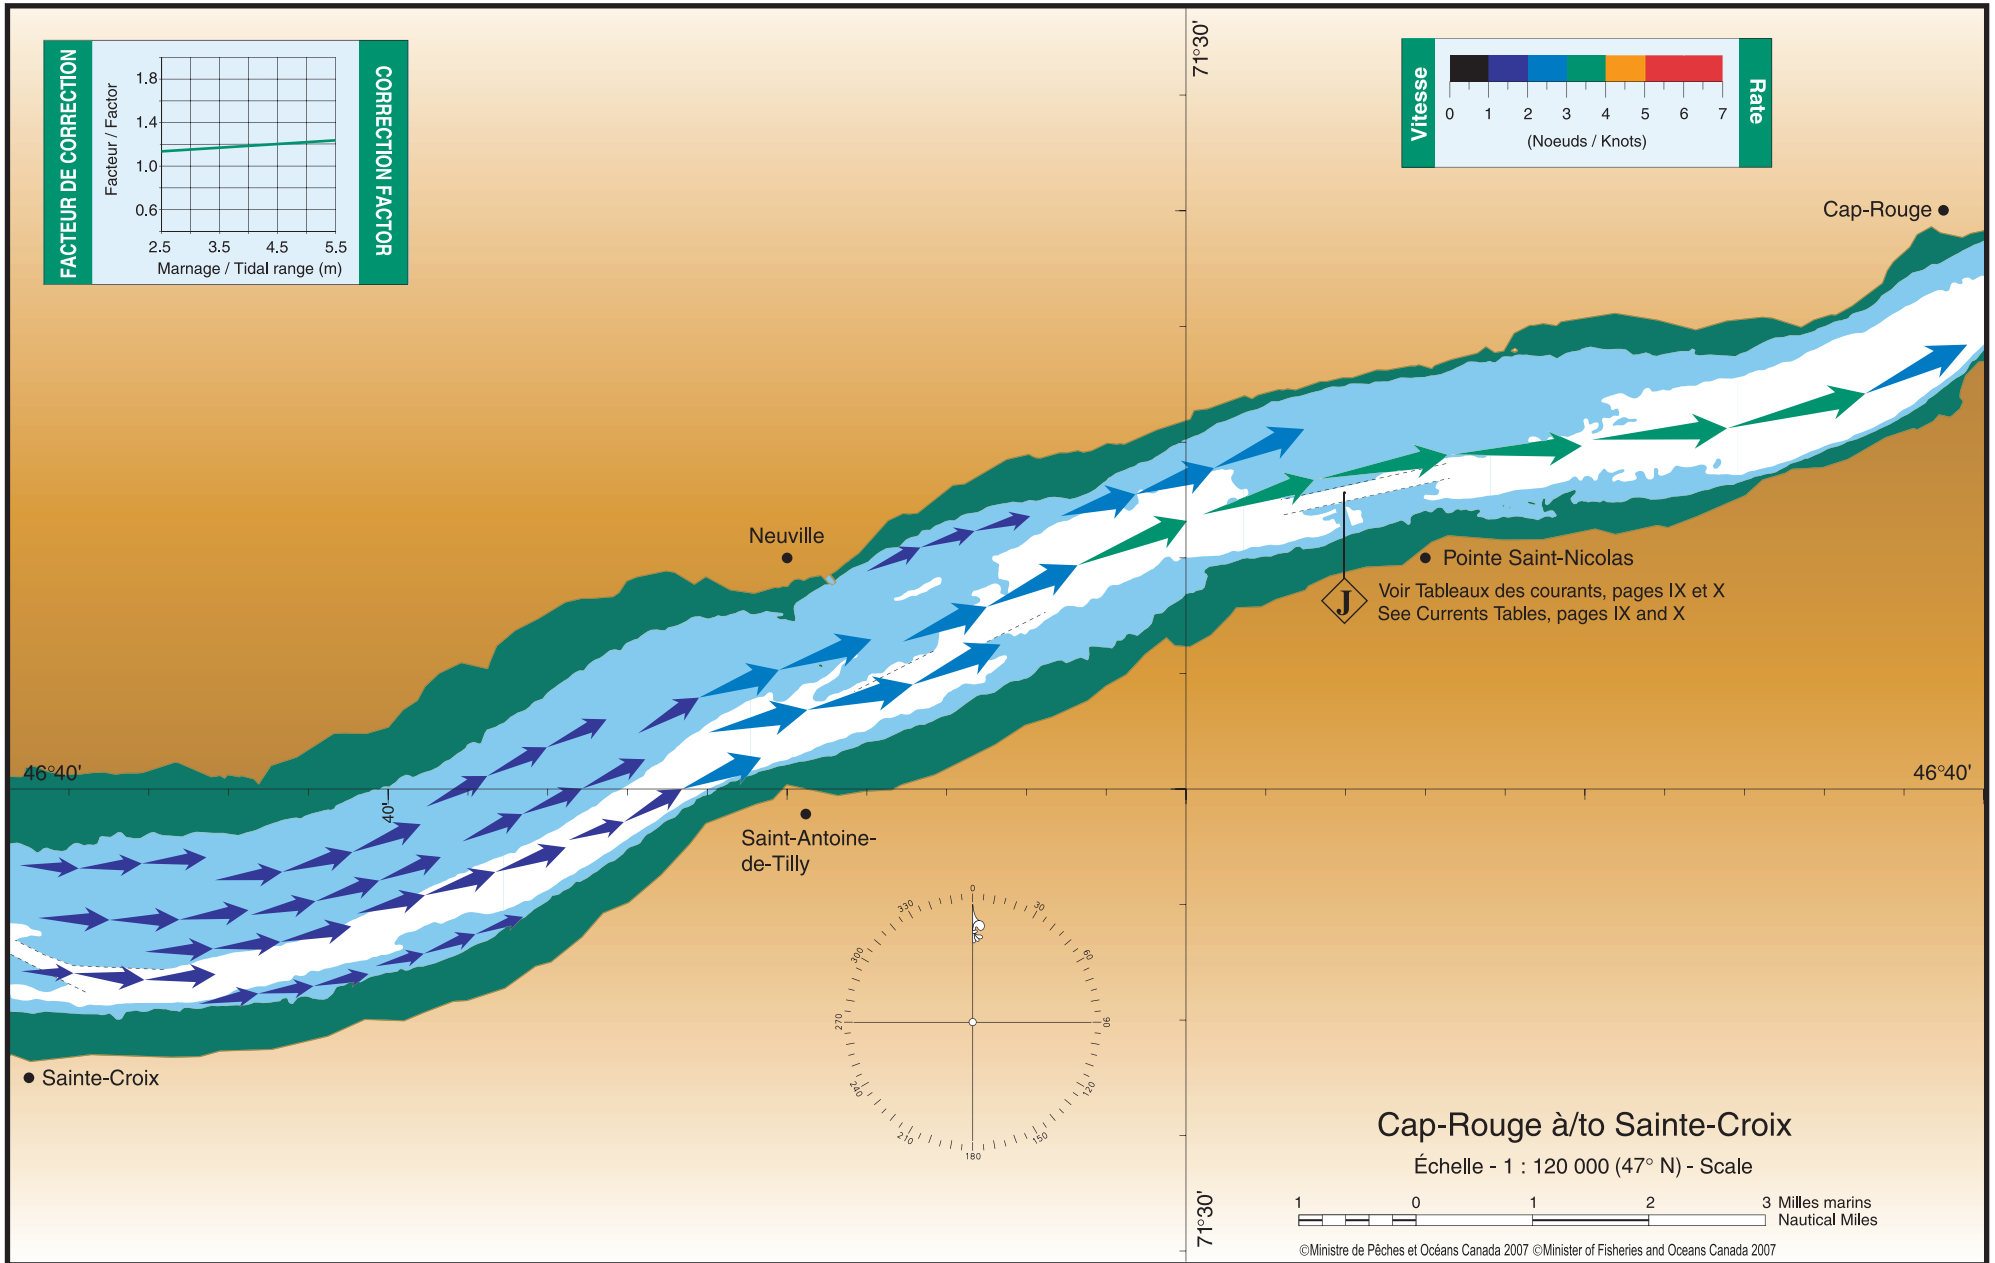 FACTEUR DE CORRECTION
CORRECTION FACTOR
Facteur / Factor
1.8
1.4
1.0
0.6
2.5 3.5 4.5 5.5
Marnage / Tidal range (m)
71°30'
Vitesse
Rate
0 1 2 3 4 5 6 7
(Noeuds / Knots)
Cap-Rouge
Neuville
Pointe Saint-Nicolas
J
Voir Tableaux des courants, pages IX et X
See Currents Tables, pages IX and X
46°40'
46°40'
40'
Saint-Antoine-
de-Tilly
0
30
60
90
120
150
180
210
240
270
300
330
Sainte-Croix
Cap-Rouge à/to Sainte-Croix
Échelle - 1 : 120 000 (47° N) - Scale
1 0 1 2 3 Milles marins
Nautical Miles
71°30'
©Ministre de Pêches et Océans Canada 2007 ©Minister of Fisheries and Oceans Canada 2007